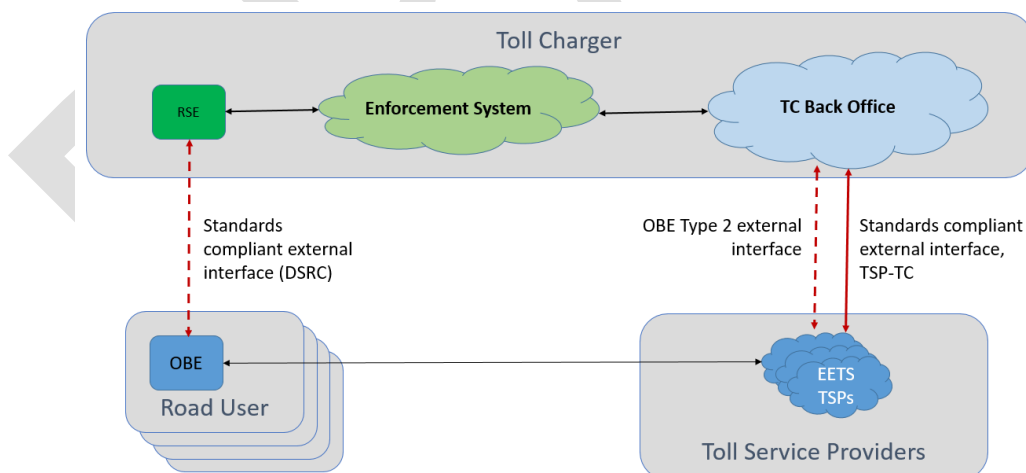 Toll Charger
RSE
Enforcement System
TC Back Office
Standards
compliant external
interface (DSRC)
OBE Type 2 external
interface
Standards compliant
external interface,
TSP-TC
OBE
Road User
EETS
TSPs
Toll Service Providers